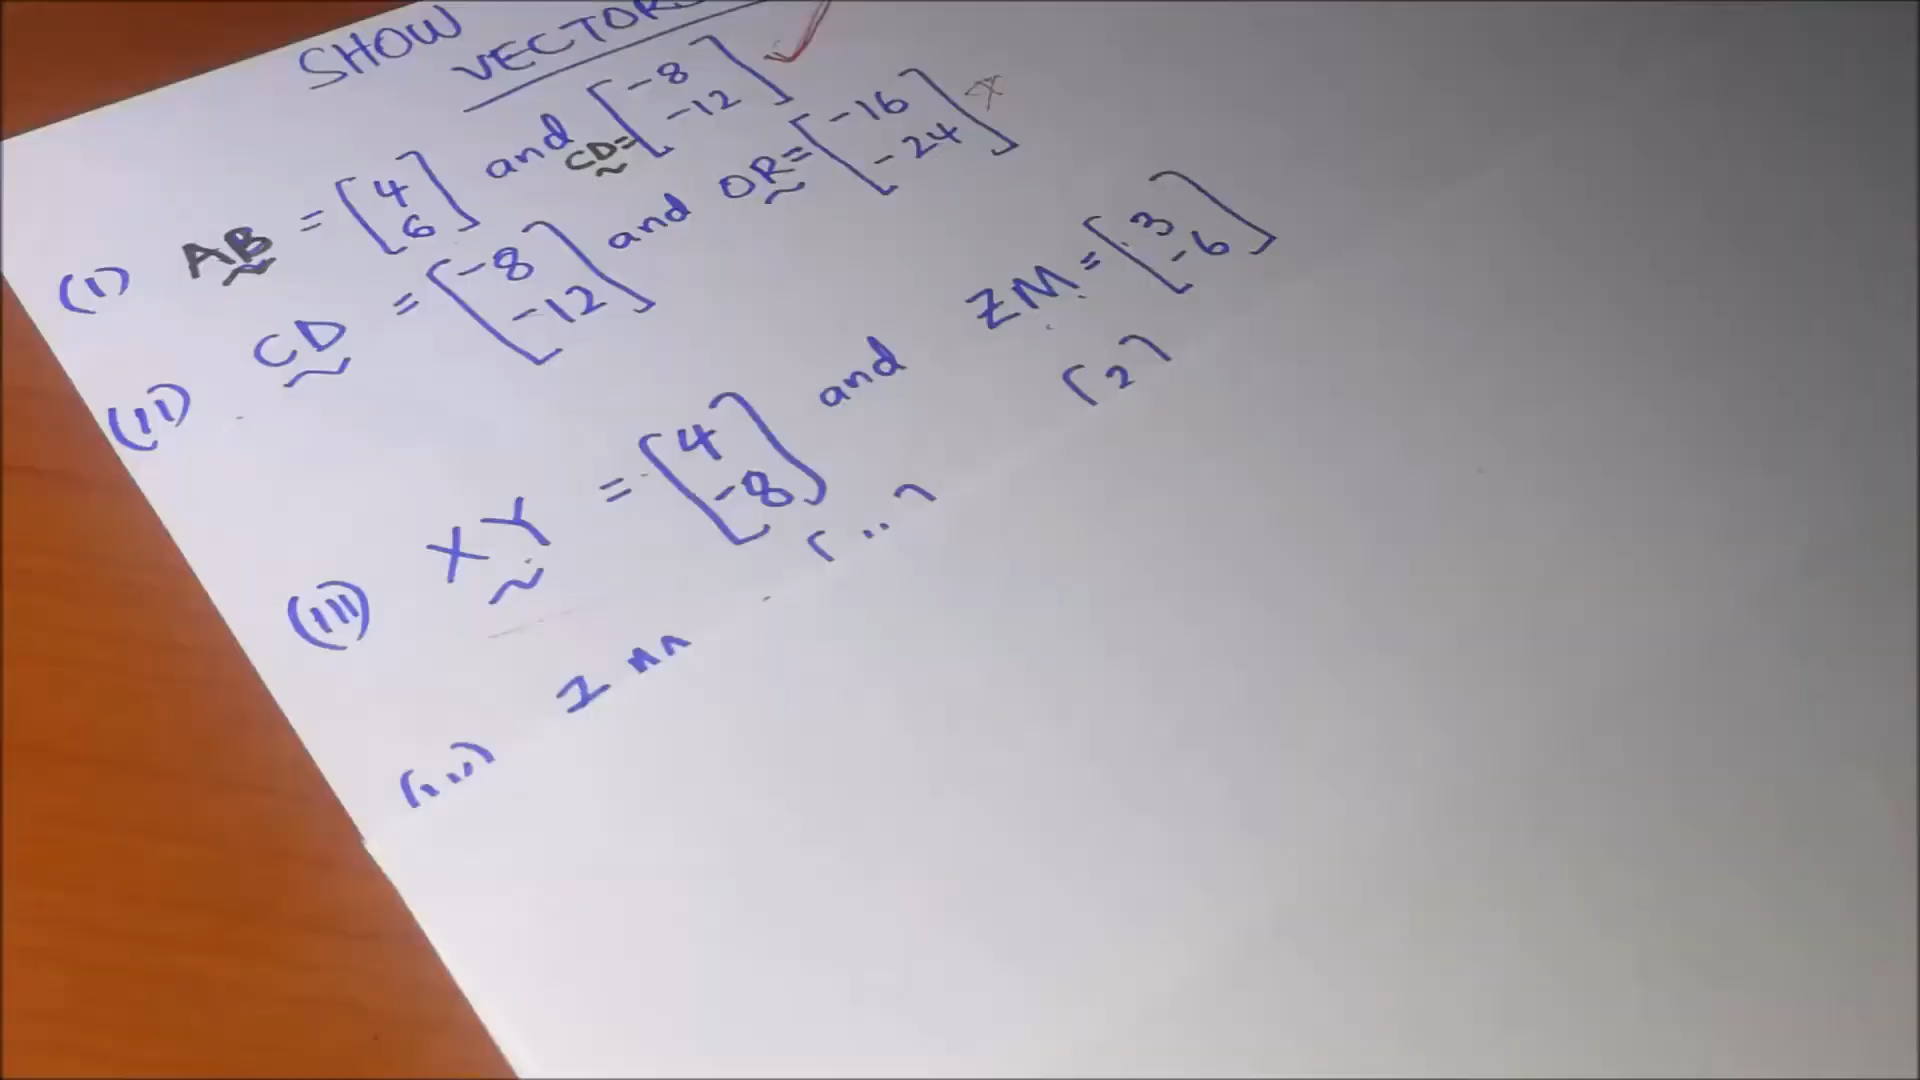 SHOW
VECTOR
(i) AB = [4 6] and CD= [-8 -12] ✓
(ii) CD = [-8 -12] and OR= [-16 -24] x
(iii) XY = [4 -8] and ZM = [3 -6]